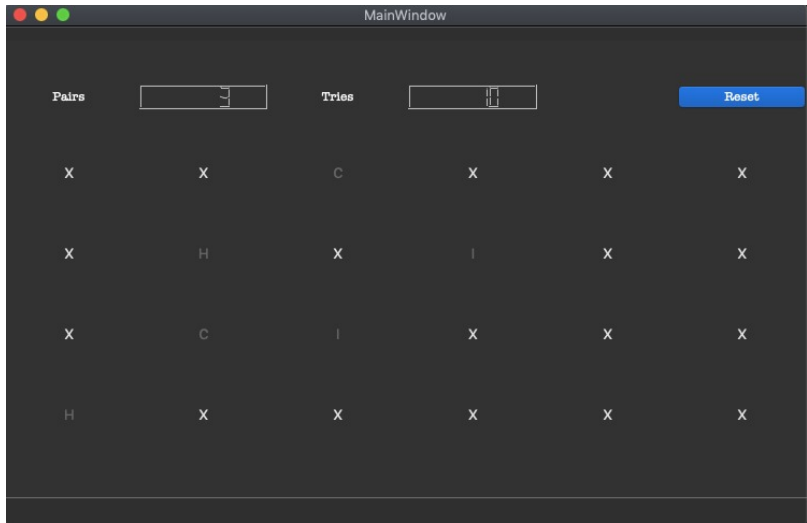 MainWindow
Pairs 3 Tries 10 Reset
X X C X X X
X H X I X X
X C I X X X
H X X X X X